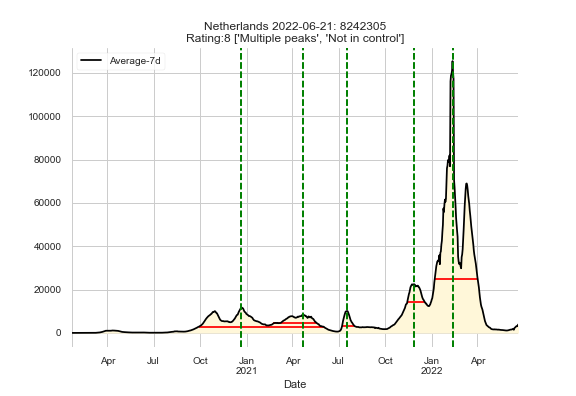 Netherlands 2022-06-21: 8242305
Rating:8 ['Multiple peaks', 'Not in control']
Average-7d
120000
100000
80000
60000
40000
20000
0
Apr Jul Oct Jan Apr Jul Oct Jan Apr
2021 2022
Date